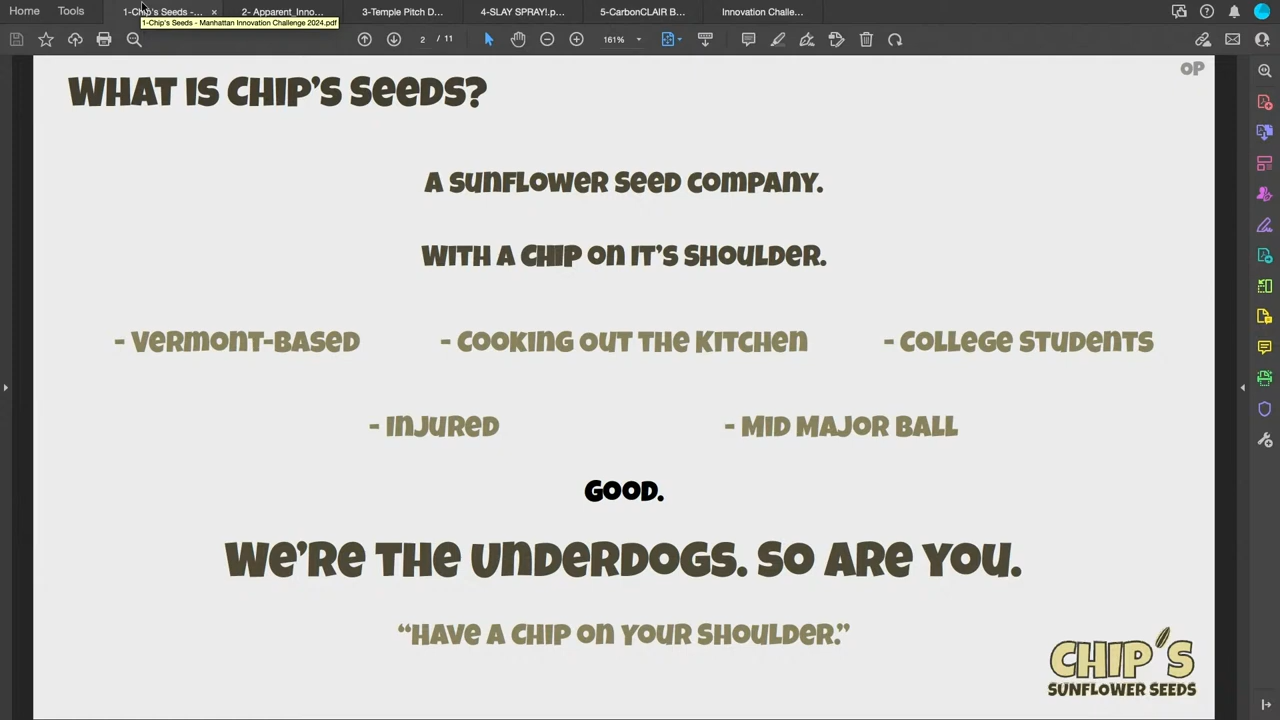 Home
Tools
1-Chip's Seeds -...
2- Apparent_Inno...
3-Temple Pitch D...
4-SLAY SPRAY!.p...
5-CarbonCLAIR B...
Innovation Challe...
1-Chip's Seeds - Manhattan Innovation Challenge 2024.pdf
2 / 11
161%
OP
WHAT IS CHIP'S SEEDS?
A SUNFLOWER SEED COMPANY.
WITH A CHIP ON IT'S SHOULDER.
- VERMONT-BASED
- COOKING OUT THE KITCHEN
- COLLEGE STUDENTS
- INJURED
- MID MAJOR BALL
GOOD.
WE'RE THE UNDERDOGS. SO ARE YOU.
“HAVE A CHIP ON YOUR SHOULDER.”
CHIP'S
SUNFLOWER SEEDS